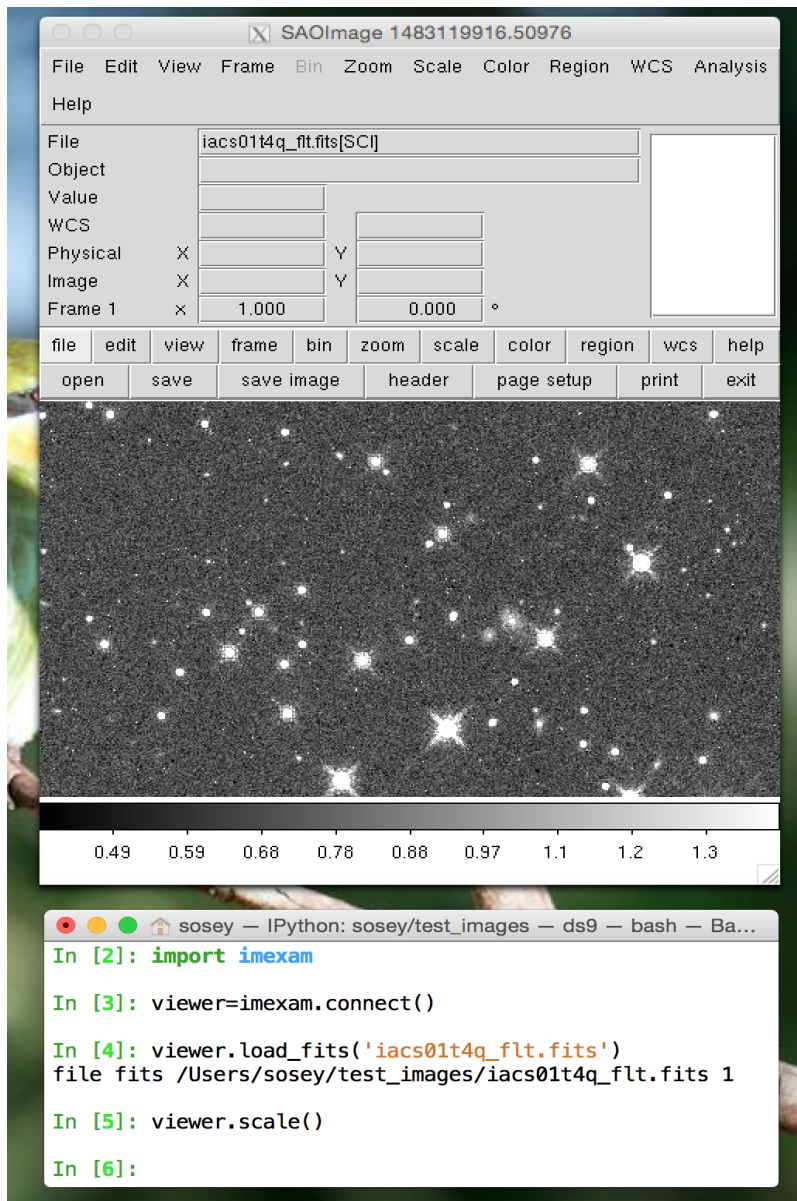 SAOImage 1483119916.50976
File Edit View Frame Bin Zoom Scale Color Region WCS Analysis
Help
File iacs01t4q_flt.fits[SCI]
Object
Value
WCS
Physical X Y
Image X Y
Frame 1 x 1.000 0.000 °
file edit view frame bin zoom scale color region wcs help
open save save image header page setup print exit
0.49 0.59 0.68 0.78 0.88 0.97 1.1 1.2 1.3
sosey — IPython: sosey/test_images — ds9 — bash — Ba...
In [2]: import imexam
In [3]: viewer=imexam.connect()
In [4]: viewer.load_fits('iacs01t4q_flt.fits')
file fits /Users/sosey/test_images/iacs01t4q_flt.fits 1
In [5]: viewer.scale()
In [6]: